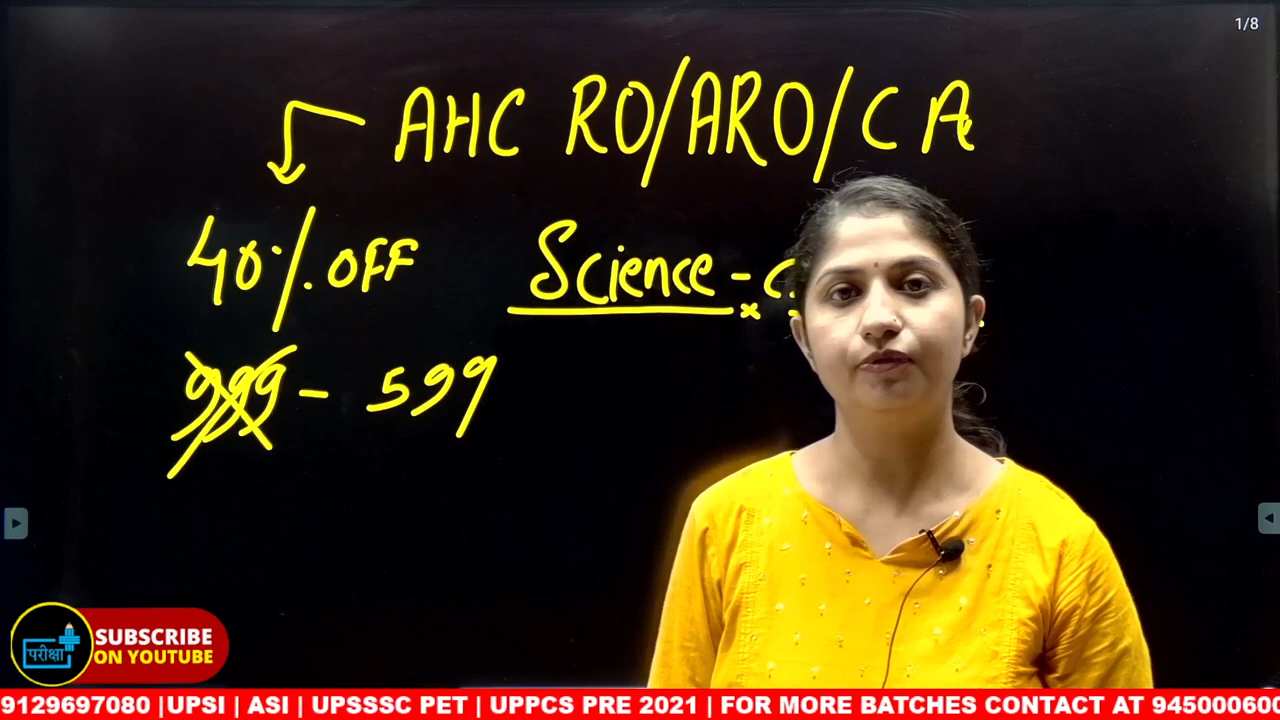 1/8
AHC RO/ARO/CA
40% OFF
Science -
999 - 599
परीक्षा
SUBSCRIBE
ON YOUTUBE
9129697080 |UPSI | ASI | UPSSSC PET | UPPCS PRE 2021 | FOR MORE BATCHES CONTACT AT 945000600